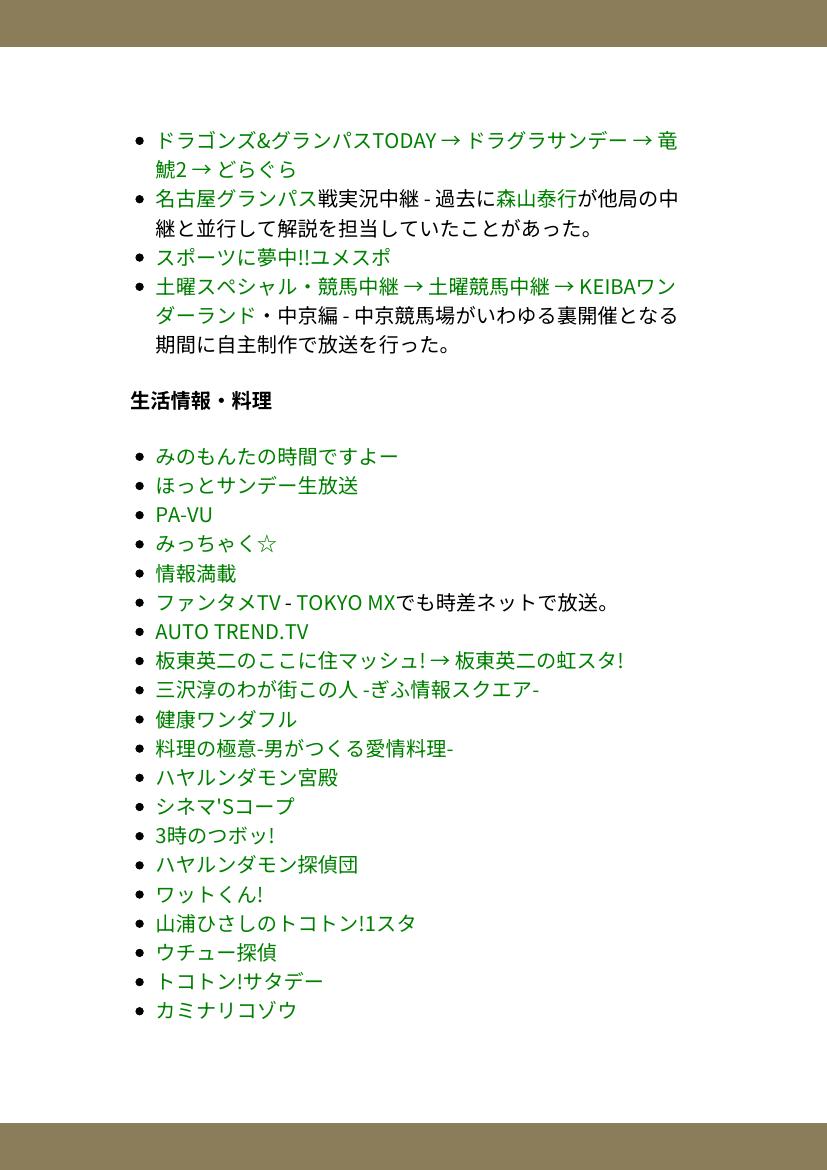 ドラゴンズ&グランパスTODAY → ドラグラサンデー → 竜
鯱2 → どらぐら
名古屋グランパス戦実況中継 - 過去に森山泰行が他局の中
継と並行して解説を担当していたことがあった。
スポーツに夢中!!ユメスポ
土曜スペシャル・競馬中継 → 土曜競馬中継 → KEIBAワン
ダーランド・中京編 - 中京競馬場がいわゆる裏開催となる
期間に自主制作で放送を行った。
生活情報・料理
みのもんたの時間ですよー
ほっとサンデー生放送
PA-VU
みっちゃく☆
情報満載
ファンタメTV - TOKYO MXでも時差ネットで放送。
AUTO TREND.TV
板東英二のここに住マッシュ! → 板東英二の虹スタ!
三沢淳のわが街この人 -ぎふ情報スクエア-
健康ワンダフル
料理の極意-男がつくる愛情料理-
ハヤルンダモン宮殿
シネマ'Sコープ
3時のつボッ!
ハヤルンダモン探偵団
ワットくん!
山浦ひさしのトコトン!1スタ
ウチュー探偵
トコトン!サタデー
カミナリコゾウ